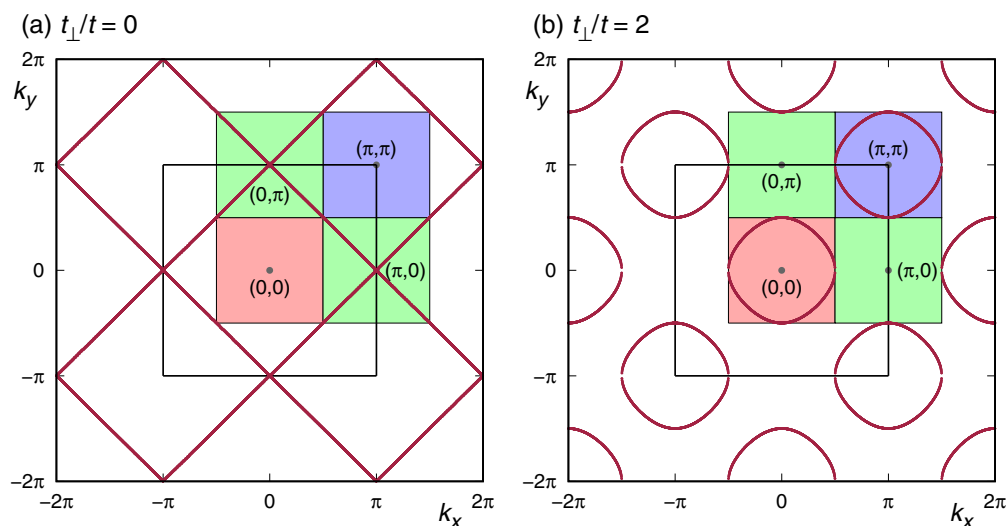 (a) t⊥/t = 0
2π
k_y
π
0
−π
−2π
(π,π)
(0,π)
(0,0)
(π,0)
−2π −π 0 π 2π
k_x
(b) t⊥/t = 2
2π
k_y
π
0
−π
−2π
(π,π)
(0,π)
(0,0)
(π,0)
−2π −π 0 π 2π
k_x